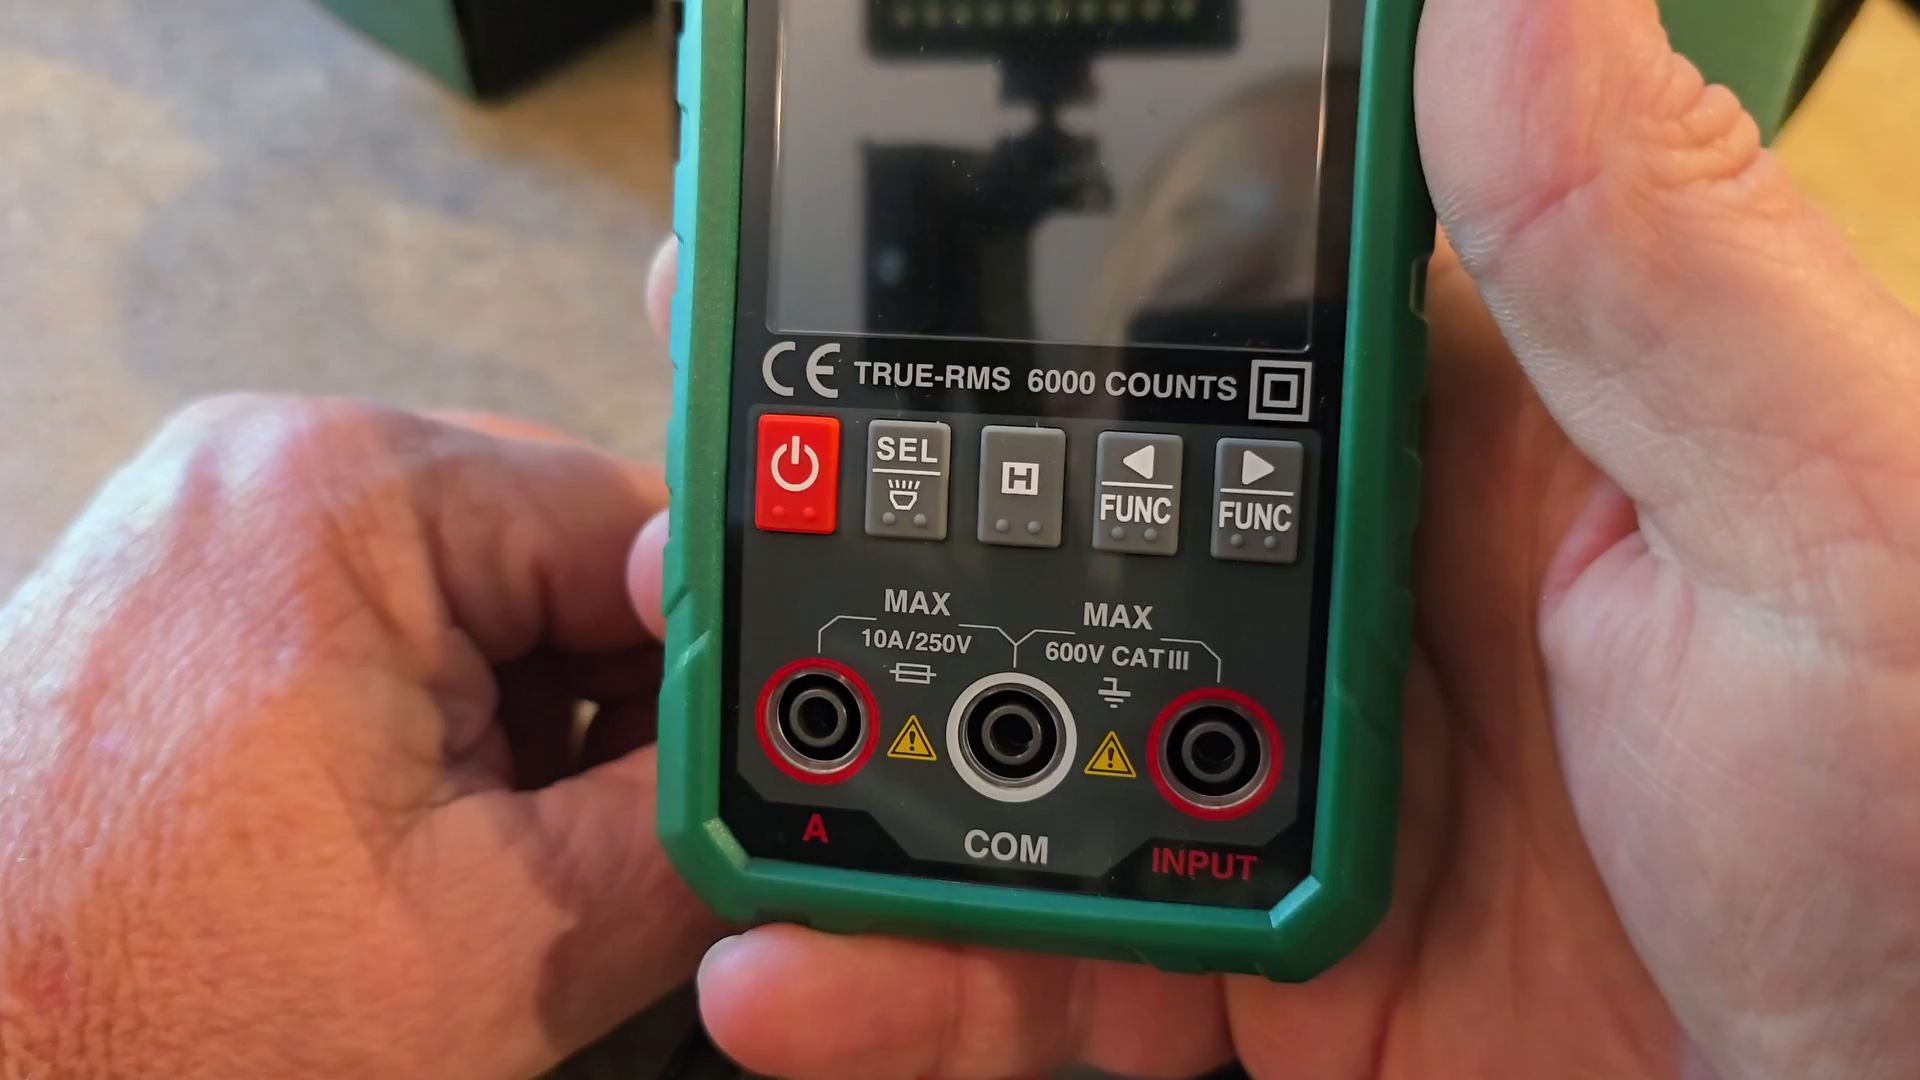 CE TRUE-RMS 6000 COUNTS
SEL
H
FUNC
FUNC
MAX
10A/250V
MAX
600V CAT III
A
COM
INPUT